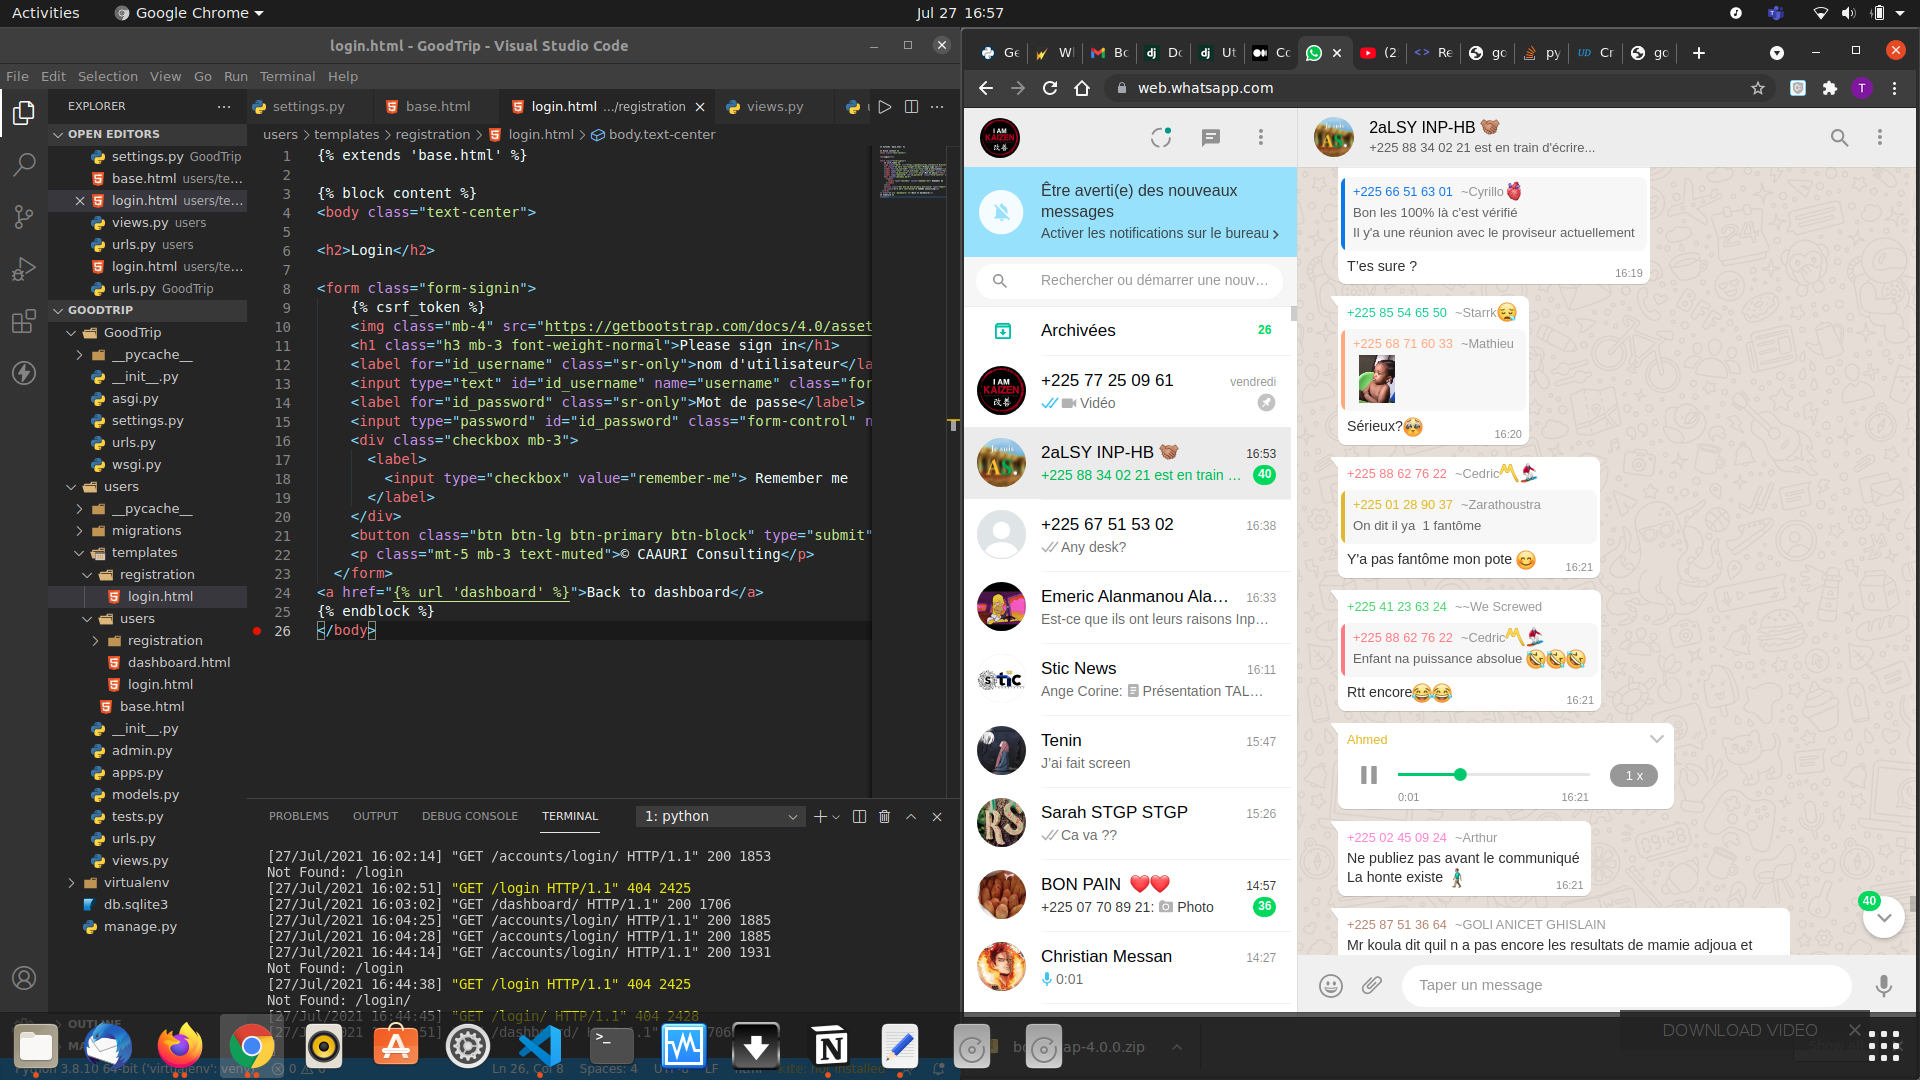 Activities
Google Chrome
Jul 27 16:57
login.html - GoodTrip - Visual Studio Code
File Edit Selection View Go Run Terminal Help
EXPLORER
OPEN EDITORS
settings.py GoodTrip
base.html users/te...
login.html users/te...
views.py users
urls.py users
login.html users/te...
urls.py GoodTrip
GOODTRIP
GoodTrip
__pycache__
__init__.py
asgi.py
settings.py
urls.py
wsgi.py
users
__pycache__
migrations
templates
registration
login.html
users
registration
dashboard.html
login.html
base.html
__init__.py
admin.py
apps.py
models.py
tests.py
urls.py
views.py
virtualenv
db.sqlite3
manage.py
OUTLINE
settings.py
base.html
login.html .../registration
views.py
users > templates > registration > login.html > body.text-center
1 {% extends 'base.html' %}
2
3 {% block content %}
4 <body class="text-center">
5
6 <h2>Login</h2>
7
8 <form class="form-signin">
9 {% csrf_token %}
10 <img class="mb-4" src="https://getbootstrap.com/docs/4.0/asset
11 <h1 class="h3 mb-3 font-weight-normal">Please sign in</h1>
12 <label for="id_username" class="sr-only">nom d'utilisateur</la
13 <input type="text" id="id_username" name="username" class="for
14 <label for="id_password" class="sr-only">Mot de passe</label>
15 <input type="password" id="id_password" class="form-control" n
16 <div class="checkbox mb-3">
17 <label>
18 <input type="checkbox" value="remember-me"> Remember me
19 </label>
20 </div>
21 <button class="btn btn-lg btn-primary btn-block" type="submit"
22 <p class="mt-5 mb-3 text-muted">© CAAURI Consulting</p>
23 </form>
24 <a href="{% url 'dashboard' %}">Back to dashboard</a>
25 {% endblock %}
26 </body>
PROBLEMS OUTPUT DEBUG CONSOLE TERMINAL
1: python
[27/Jul/2021 16:02:14] "GET /accounts/login/ HTTP/1.1" 200 1853
Not Found: /login
[27/Jul/2021 16:02:51] "GET /login HTTP/1.1" 404 2425
[27/Jul/2021 16:03:02] "GET /dashboard/ HTTP/1.1" 200 1706
[27/Jul/2021 16:04:25] "GET /accounts/login/ HTTP/1.1" 200 1885
[27/Jul/2021 16:04:28] "GET /accounts/login/ HTTP/1.1" 200 1885
[27/Jul/2021 16:44:14] "GET /accounts/login/ HTTP/1.1" 200 1931
Not Found: /login
[27/Jul/2021 16:44:38] "GET /login HTTP/1.1" 404 2425
Not Found: /login/
[27/Jul/2021 16:44:45] "GET /login/ HTTP/1.1" 404 2428
Python 3.8.10 64-bit ('virtualenv': venv)
Ln 26, Col 8
Spaces: 4
UTF-8
LF
web.whatsapp.com
T
I AM KAIZEN 改善
Être averti(e) des nouveaux
messages
Activer les notifications sur le bureau >
Rechercher ou démarrer une nouv...
Archivées 26
+225 77 25 09 61 vendredi
Vidéo
2aLSY INP-HB 🤝🏾 16:53
+225 88 34 02 21 est en train ... 40
+225 67 51 53 02 16:38
Any desk?
Emeric Alanmanou Ala... 16:33
Est-ce que ils ont leurs raisons Inp...
Stic News 16:11
Ange Corine: Présentation TAL...
Tenin 15:47
J'ai fait screen
Sarah STGP STGP 15:26
Ca va ??
BON PAIN ❤️❤️ 14:57
+225 07 70 89 21: Photo 36
Christian Messan 14:27
0:01
2aLSY INP-HB 🤝🏾
+225 88 34 02 21 est en train d'écrire...
+225 66 51 63 01 ~Cyrillo🫀
Bon les 100% là c'est vérifié
Il y'a une réunion avec le proviseur actuellement
T'es sure ? 16:19
+225 85 54 65 50 ~Starrk😥
+225 68 71 60 33 ~Mathieu
Sérieux?🥺 16:20
+225 88 62 76 22 ~Cedric〽️🏂
+225 01 28 90 37 ~Zarathoustra
On dit il ya 1 fantôme
Y'a pas fantôme mon pote 😊 16:21
+225 41 23 63 24 ~~We Screwed
+225 88 62 76 22 ~Cedric〽️🏂
Enfant na puissance absolue 🤣🤣🤣
Rtt encore😂😂 16:21
Ahmed
1 x
0:01 16:21
+225 02 45 09 24 ~Arthur
Ne publiez pas avant le communiqué
La honte existe 🚶🏾‍♂️ 16:21
40
+225 87 51 36 64 ~GOLI ANICET GHISLAIN
Mr koula dit quil n a pas encore les resultats de mamie adjoua et
Taper un message
DOWNLOAD VIDEO